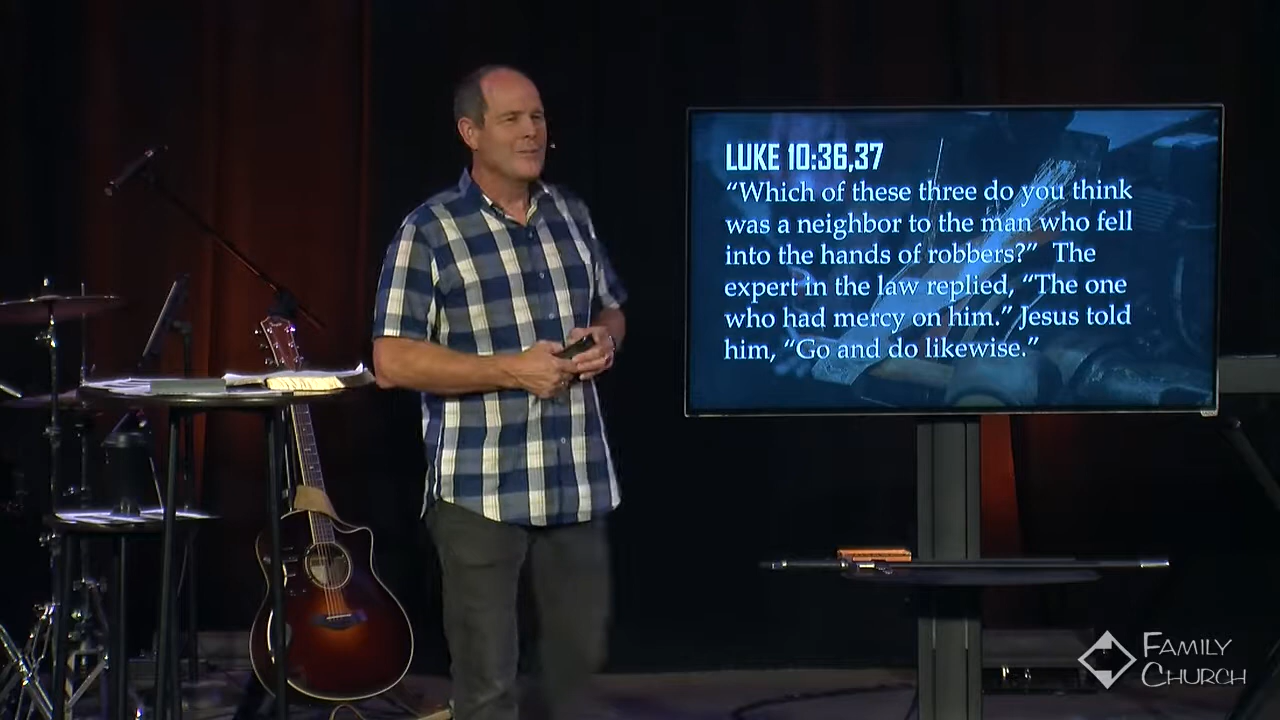 LUKE 10:36,37
“Which of these three do you think
was a neighbor to the man who fell
into the hands of robbers?”  The
expert in the law replied, “The one
who had mercy on him.” Jesus told
him, “Go and do likewise.”
FAMILY
CHURCH